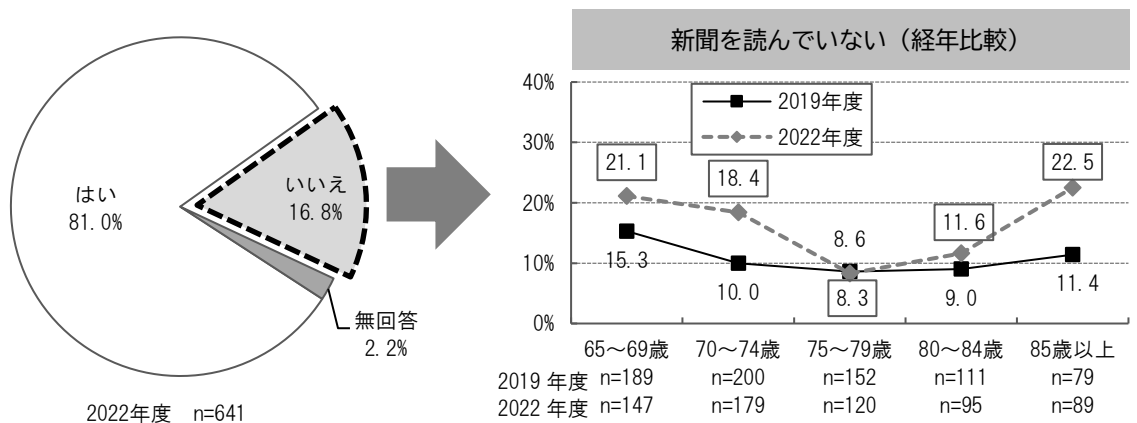 はい
81.0%
いいえ
16.8%
無回答
2.2%
2022年度 n=641
新聞を読んでいない（経年比較）
40%
30%
20%
10%
0%
2019年度
2022年度
21.1
18.4
8.6
11.6
22.5
15.3
10.0
8.3
9.0
11.4
65～69歳 70～74歳 75～79歳 80～84歳 85歳以上
2019 年度 n=189 n=200 n=152 n=111 n=79
2022 年度 n=147 n=179 n=120 n=95 n=89